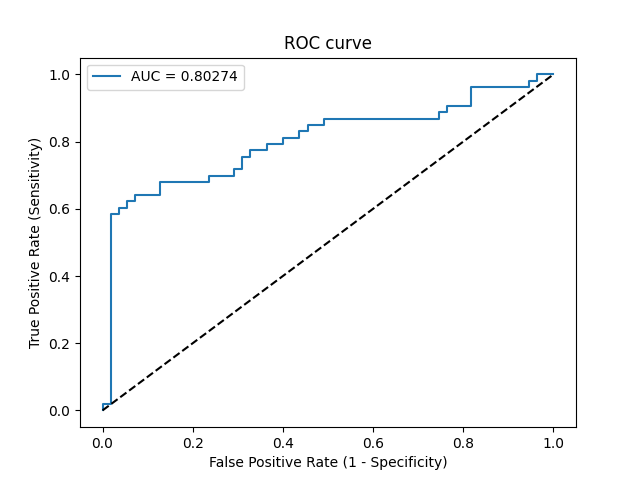 ROC curve
AUC = 0.80274
1.0
0.8
0.6
0.4
0.2
0.0
True Positive Rate (Sensitivity)
0.0 0.2 0.4 0.6 0.8 1.0
False Positive Rate (1 - Specificity)